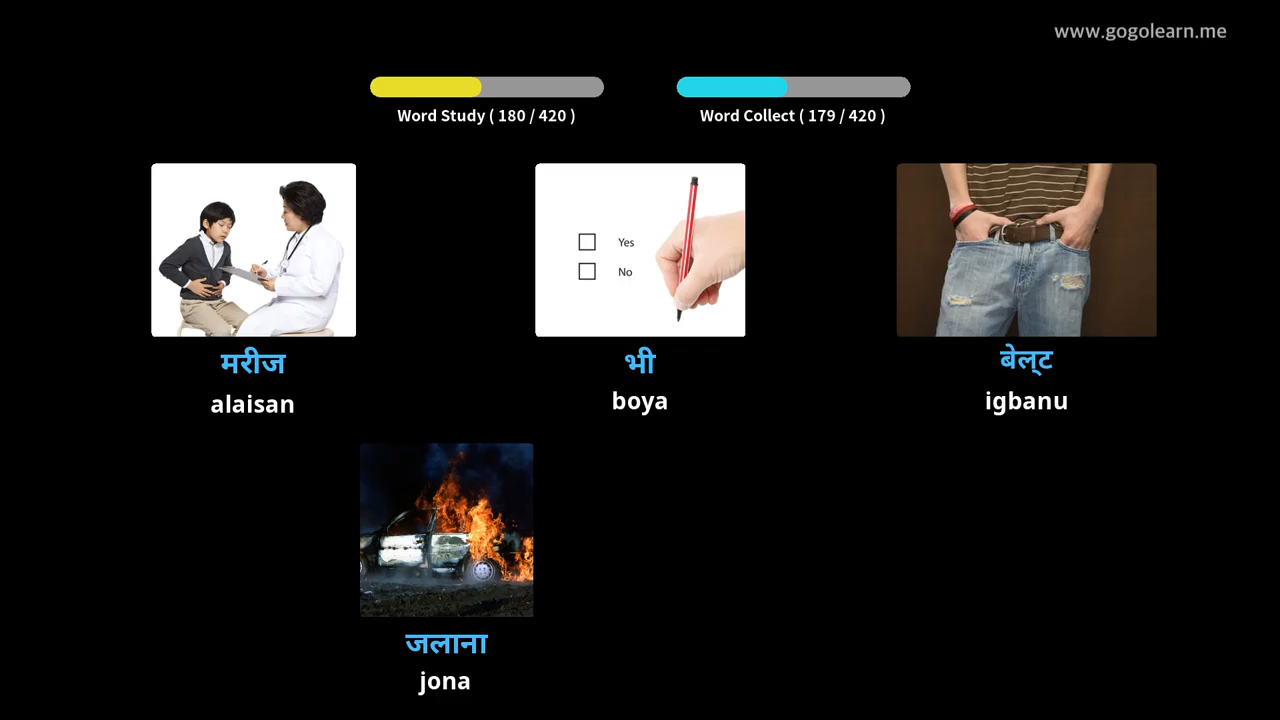 www.gogolearn.me
Word Study ( 180 / 420 )
Word Collect ( 179 / 420 )
Yes
No
मरीज
भी
बेल्ट
alaisan
boya
igbanu
जलाना
jona